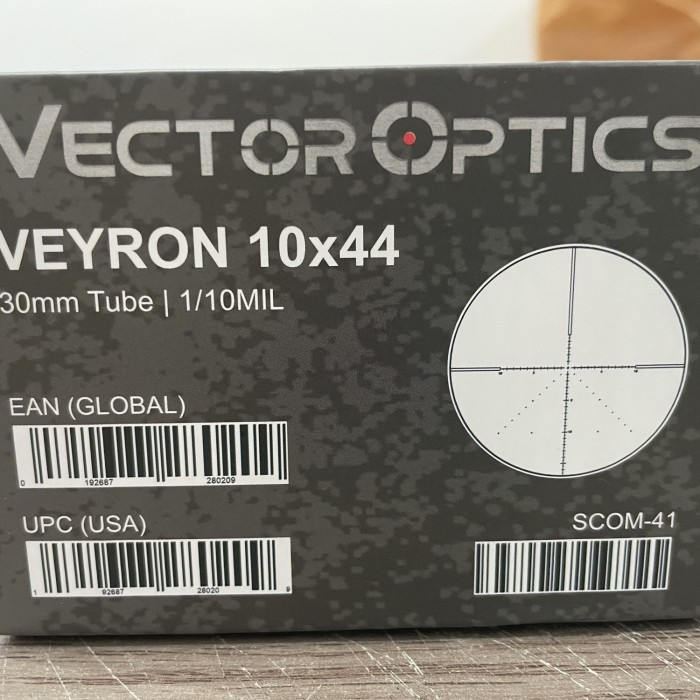 VECTOR OPTICS
VEYRON 10x44
30mm Tube | 1/10MIL
EAN (GLOBAL)
0 192687 280209
UPC (USA)
1 92687 28020 9
SCOM-41